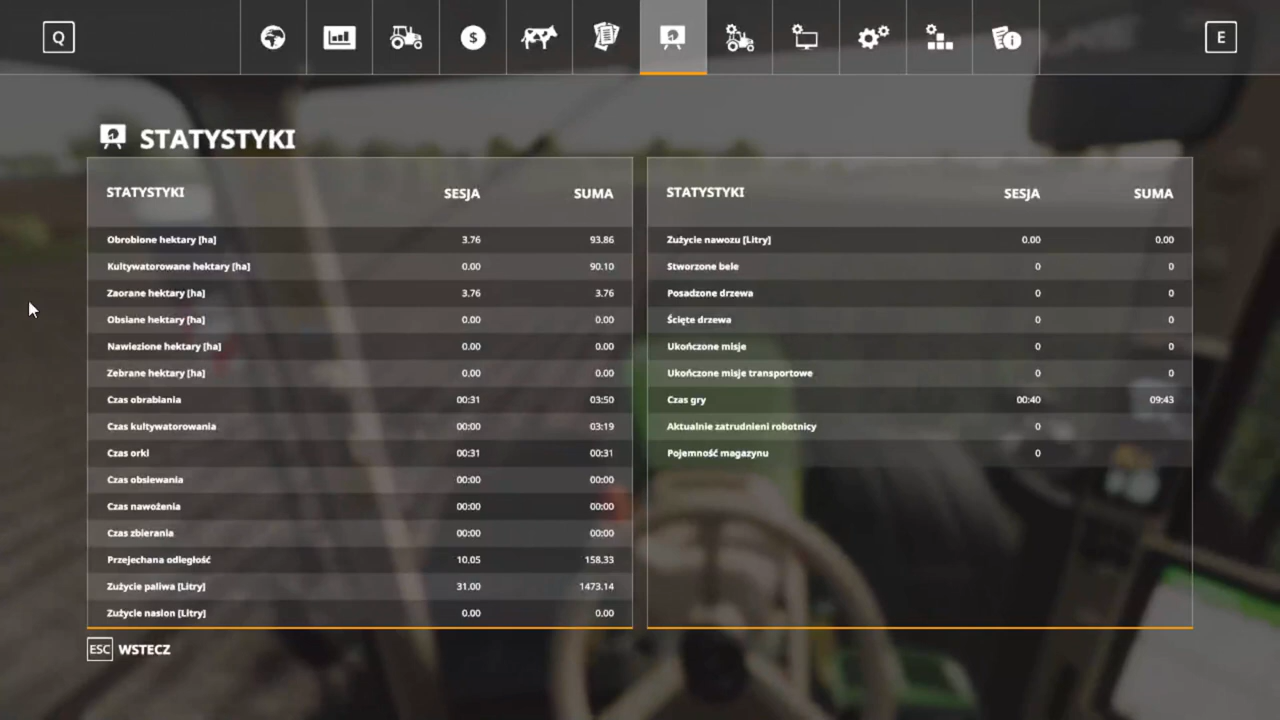 Q
E
STATYSTYKI
STATYSTYKI SESJA SUMA
Obrobione hektary [ha] 3.76 93.86
Kultywatorowane hektary [ha] 0.00 90.10
Zaorane hektary [ha] 3.76 3.76
Obsiane hektary [ha] 0.00 0.00
Nawiezione hektary [ha] 0.00 0.00
Zebrane hektary [ha] 0.00 0.00
Czas obrabiania 00:31 03:50
Czas kultywatorowania 00:00 03:19
Czas orki 00:31 00:31
Czas obsiewania 00:00 00:00
Czas nawożenia 00:00 00:00
Czas zbierania 00:00 00:00
Przejechana odległość 10.05 158.33
Zużycie paliwa [Litry] 31.00 1473.14
Zużycie nasion [Litry] 0.00 0.00
STATYSTYKI SESJA SUMA
Zużycie nawozu [Litry] 0.00 0.00
Stworzone bele 0 0
Posadzone drzewa 0 0
Ścięte drzewa 0 0
Ukończone misje 0 0
Ukończone misje transportowe 0 0
Czas gry 00:40 09:43
Aktualnie zatrudnieni robotnicy 0
Pojemność magazynu 0
ESC WSTECZ